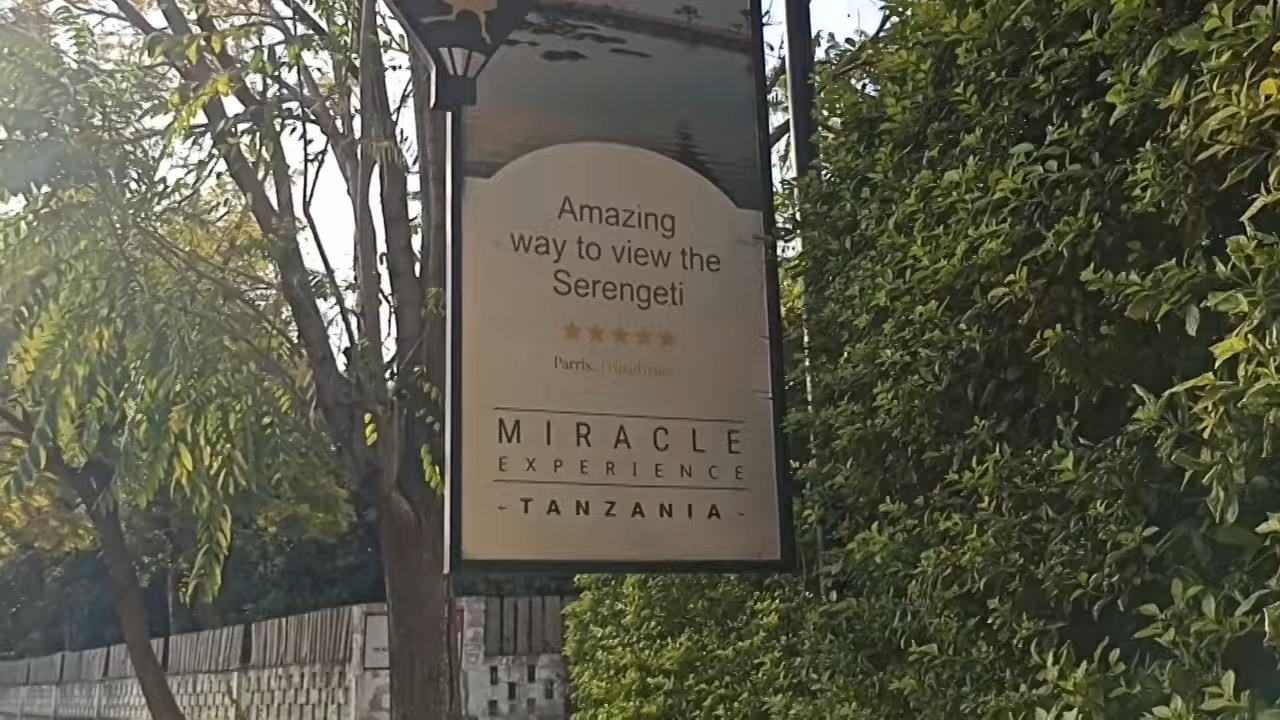 Amazing
way to view the
Serengeti
Parris.
MIRACLE
EXPERIENCE
- TANZANIA -